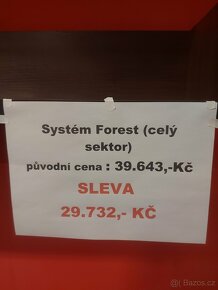 Systém Forest (celý
sektor)
původní cena : 39.643,-Kč
SLEVA
29.732,- KČ
Bazos.cz